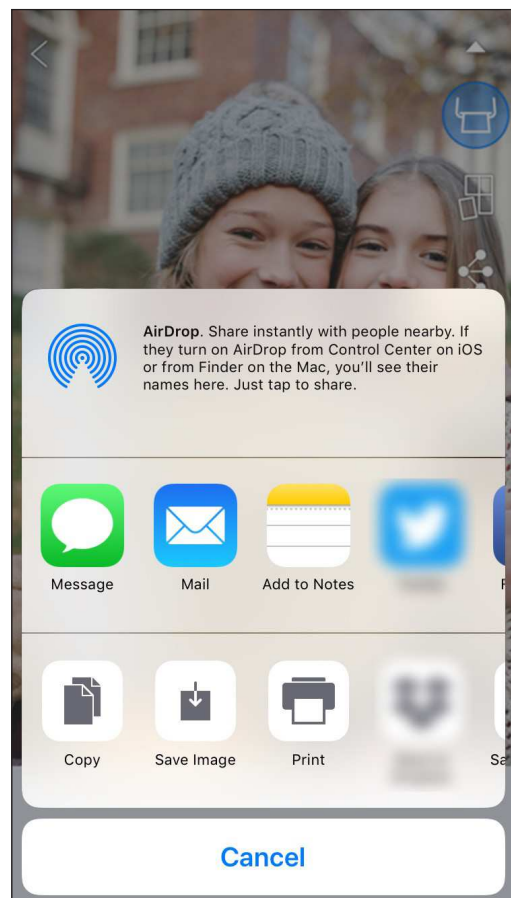 AirDrop. Share instantly with people nearby. If
they turn on AirDrop from Control Center on iOS
or from Finder on the Mac, you'll see their
names here. Just tap to share.
Message Mail Add to Notes
Copy Save Image Print
Cancel